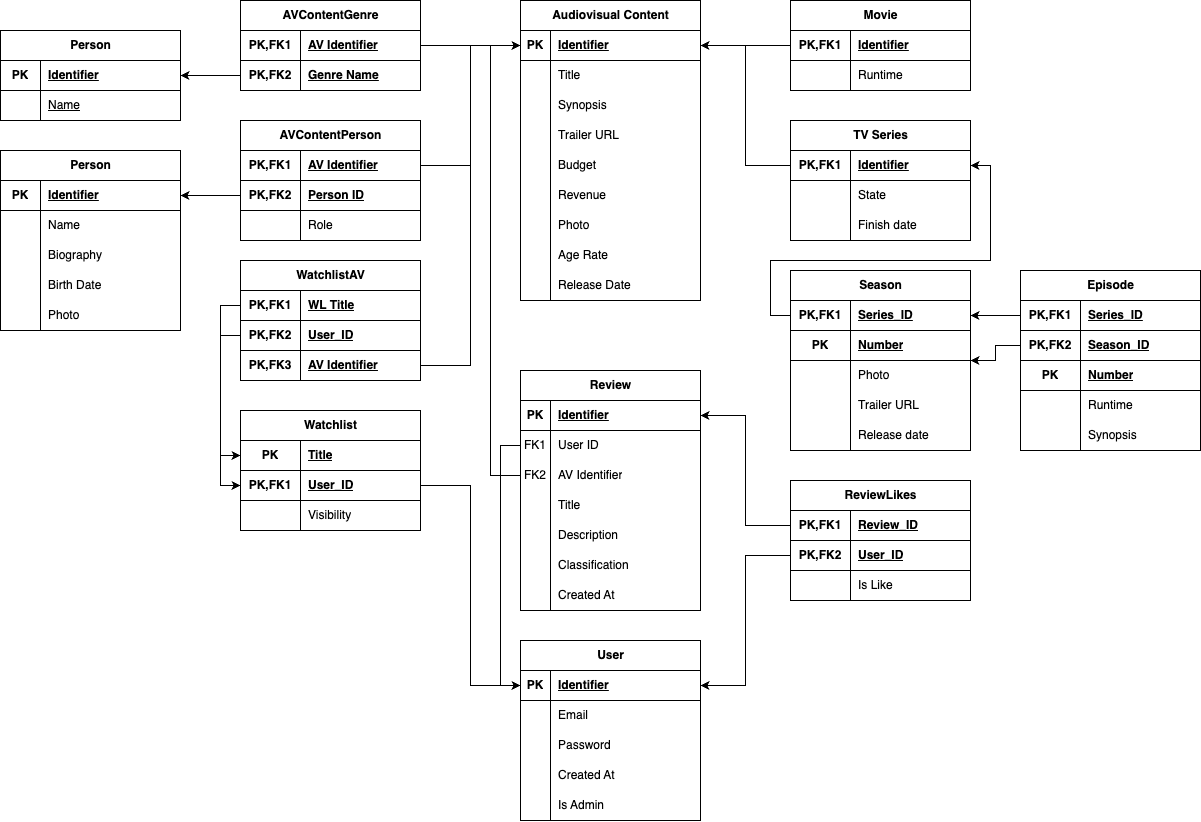 Person
PK Identifier
Name
Person
PK Identifier
Name
Biography
Birth Date
Photo
AVContentGenre
PK,FK1 AV Identifier
PK,FK2 Genre Name
AVContentPerson
PK,FK1 AV Identifier
PK,FK2 Person ID
Role
WatchlistAV
PK,FK1 WL Title
PK,FK2 User_ID
PK,FK3 AV Identifier
Watchlist
PK Title
PK,FK1 User_ID
Visibility
Audiovisual Content
PK Identifier
Title
Synopsis
Trailer URL
Budget
Revenue
Photo
Age Rate
Release Date
Review
PK Identifier
FK1 User ID
FK2 AV Identifier
Title
Description
Classification
Created At
User
PK Identifier
Email
Password
Created At
Is Admin
Movie
PK,FK1 Identifier
Runtime
TV Series
PK,FK1 Identifier
State
Finish date
Season
PK,FK1 Series_ID
PK Number
Photo
Trailer URL
Release date
Episode
PK,FK1 Series_ID
PK,FK2 Season_ID
PK Number
Runtime
Synopsis
ReviewLikes
PK,FK1 Review_ID
PK,FK2 User_ID
Is Like